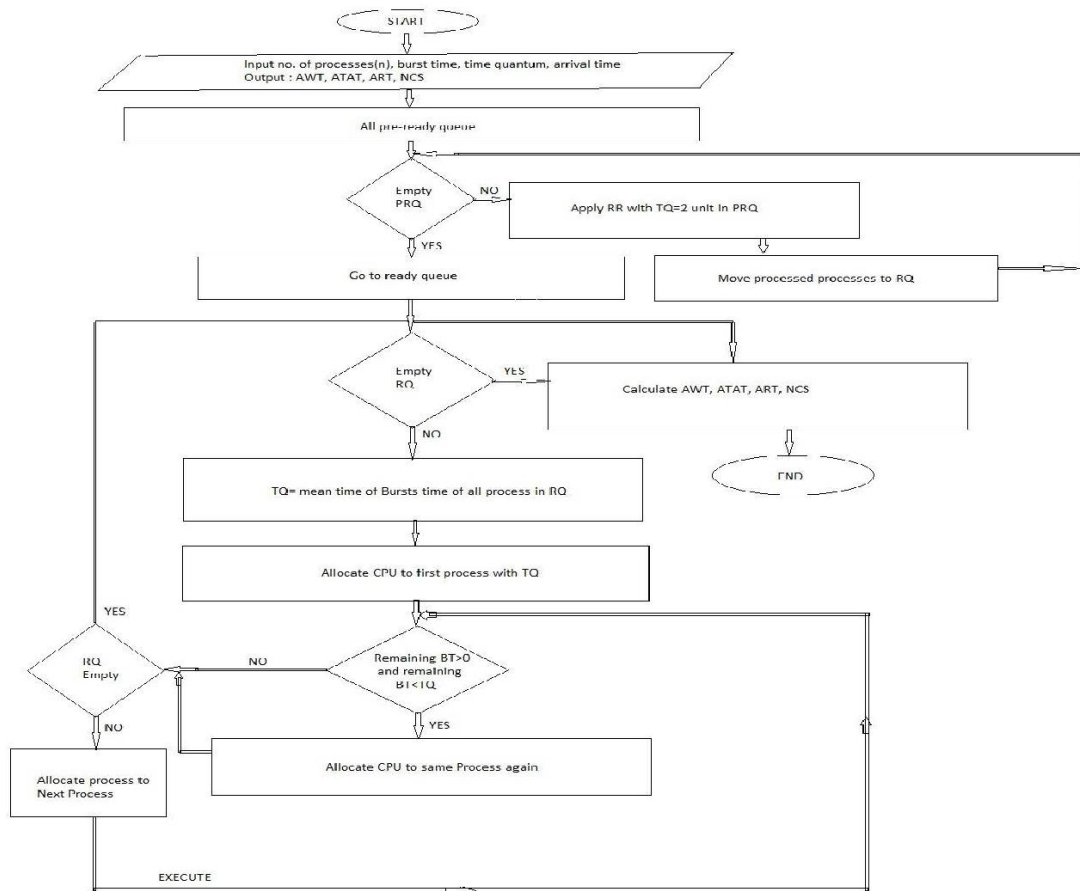 START
Input no. of processes(n), burst time, time quantum, arrival time
Output : AWT, ATAT, ART, NCS
All pre-ready queue
Empty
PRQ
NO
Apply RR with TQ=2 unit in PRQ
YES
Go to ready queue
Move processed processes to RQ
Empty
RQ
YES
Calculate AWT, ATAT, ART, NCS
NO
END
TQ= mean time of Bursts time of all process in RQ
Allocate CPU to first process with TQ
YES
RQ
Empty
NO
Remaining BT>0
and remaining
BT<TQ
NO
YES
Allocate process to
Next Process
Allocate CPU to same Process again
EXECUTE